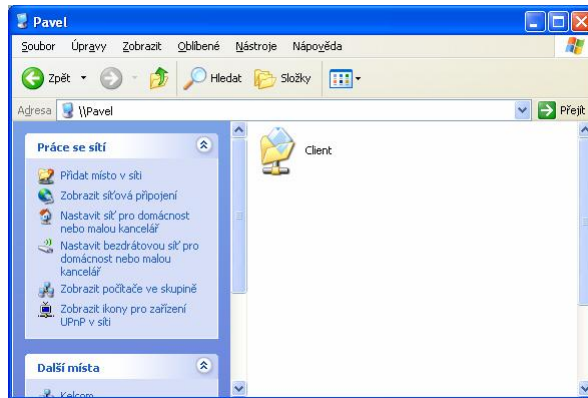 Pavel
Soubor Úpravy Zobrazit Oblíbené Nástroje Nápověda
Zpět Hledat Složky
Adresa \\Pavel Přejít
Práce se sítí
Přidat místo v síti
Zobrazit síťová připojení
Nastavit síť pro domácnost
nebo malou kancelář
Nastavit bezdrátovou síť pro
domácnost nebo malou
kancelář
Zobrazit počítače ve skupině
Zobrazit ikony pro zařízení
UPnP v síti
Další místa
Kelcom
Client